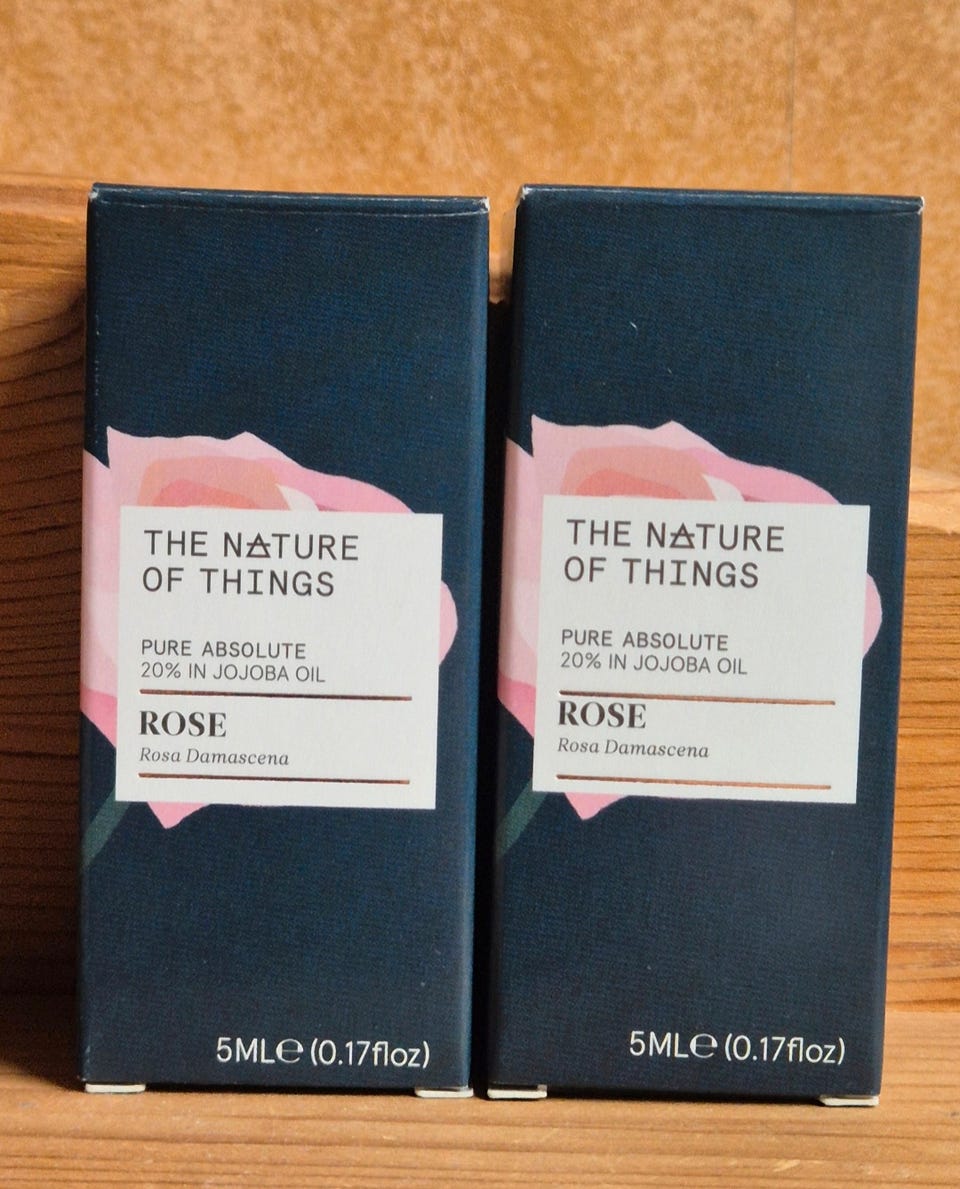 THE NATURE
OF THINGS
PURE ABSOLUTE
20% IN JOJOBA OIL
ROSE
Rosa Damascena
5ML℮ (0.17floz)
THE NATURE
OF THINGS
PURE ABSOLUTE
20% IN JOJOBA OIL
ROSE
Rosa Damascena
5ML℮ (0.17floz)